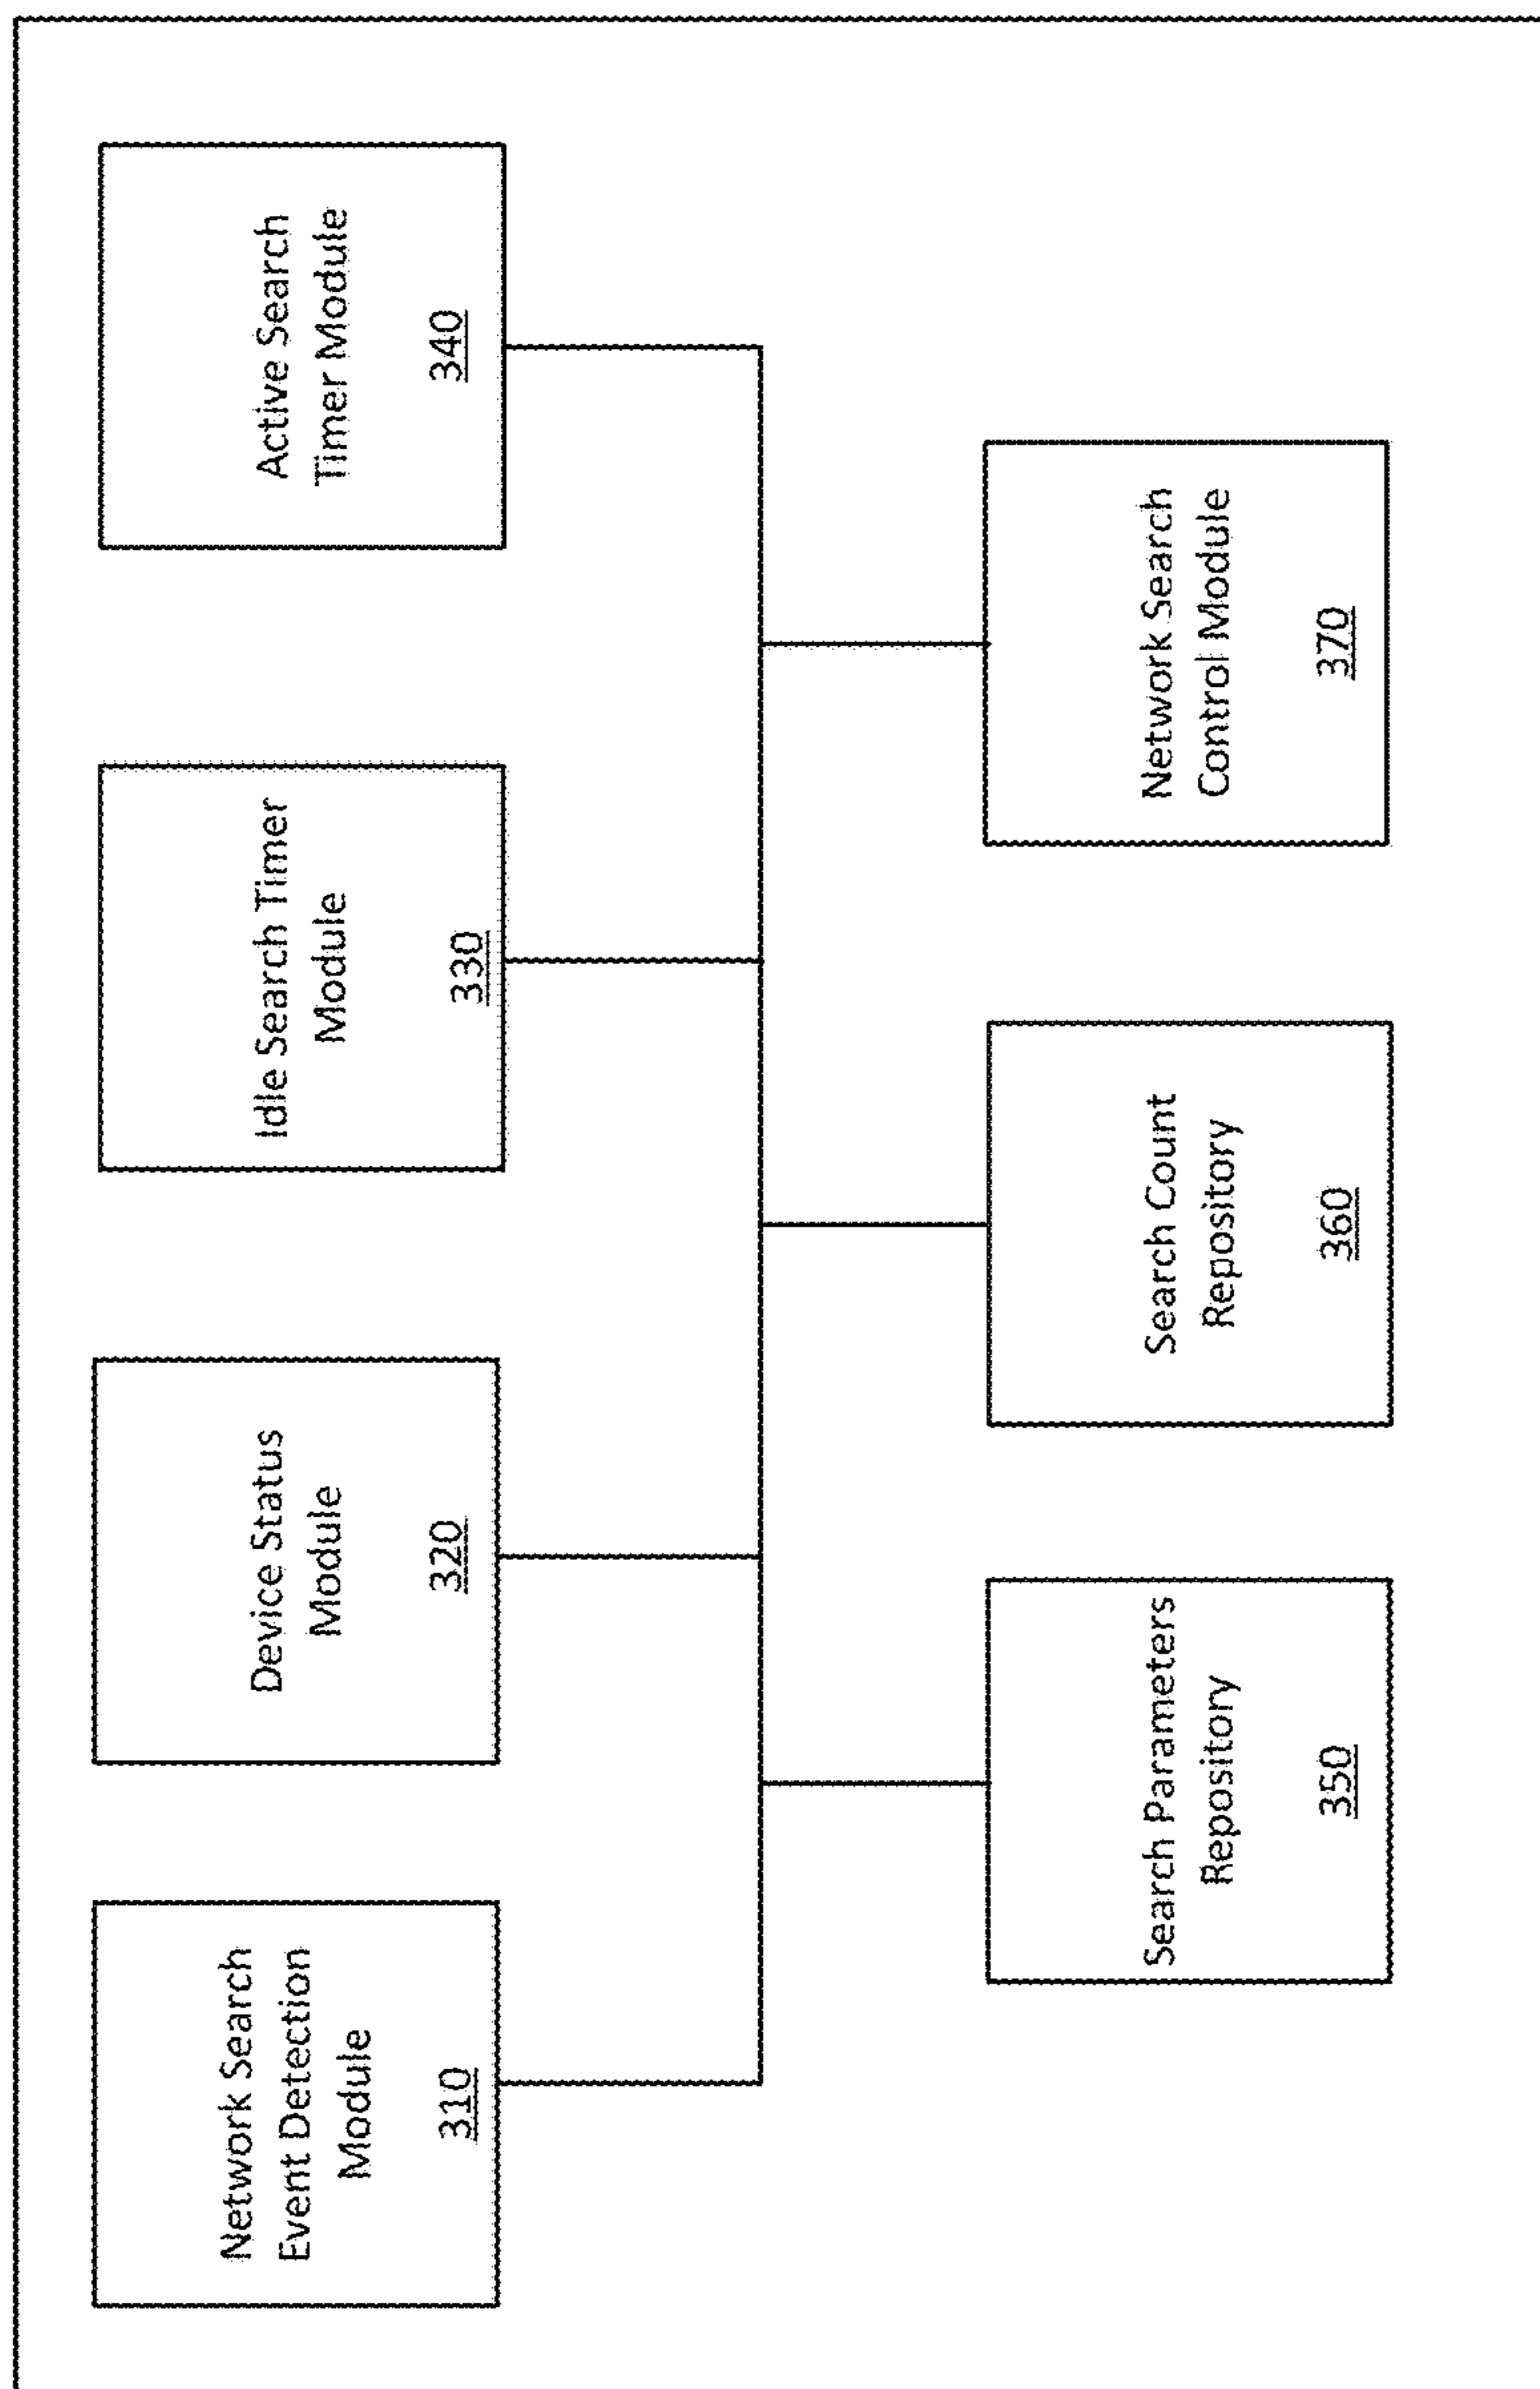 Network Search
Event Detection
Module
310
Device Status
Module
320
Idle Search Timer
Module
330
Active Search
Timer Module
340
Search Parameters
Repository
350
Search Count
Repository
360
Network Search
Control Module
370